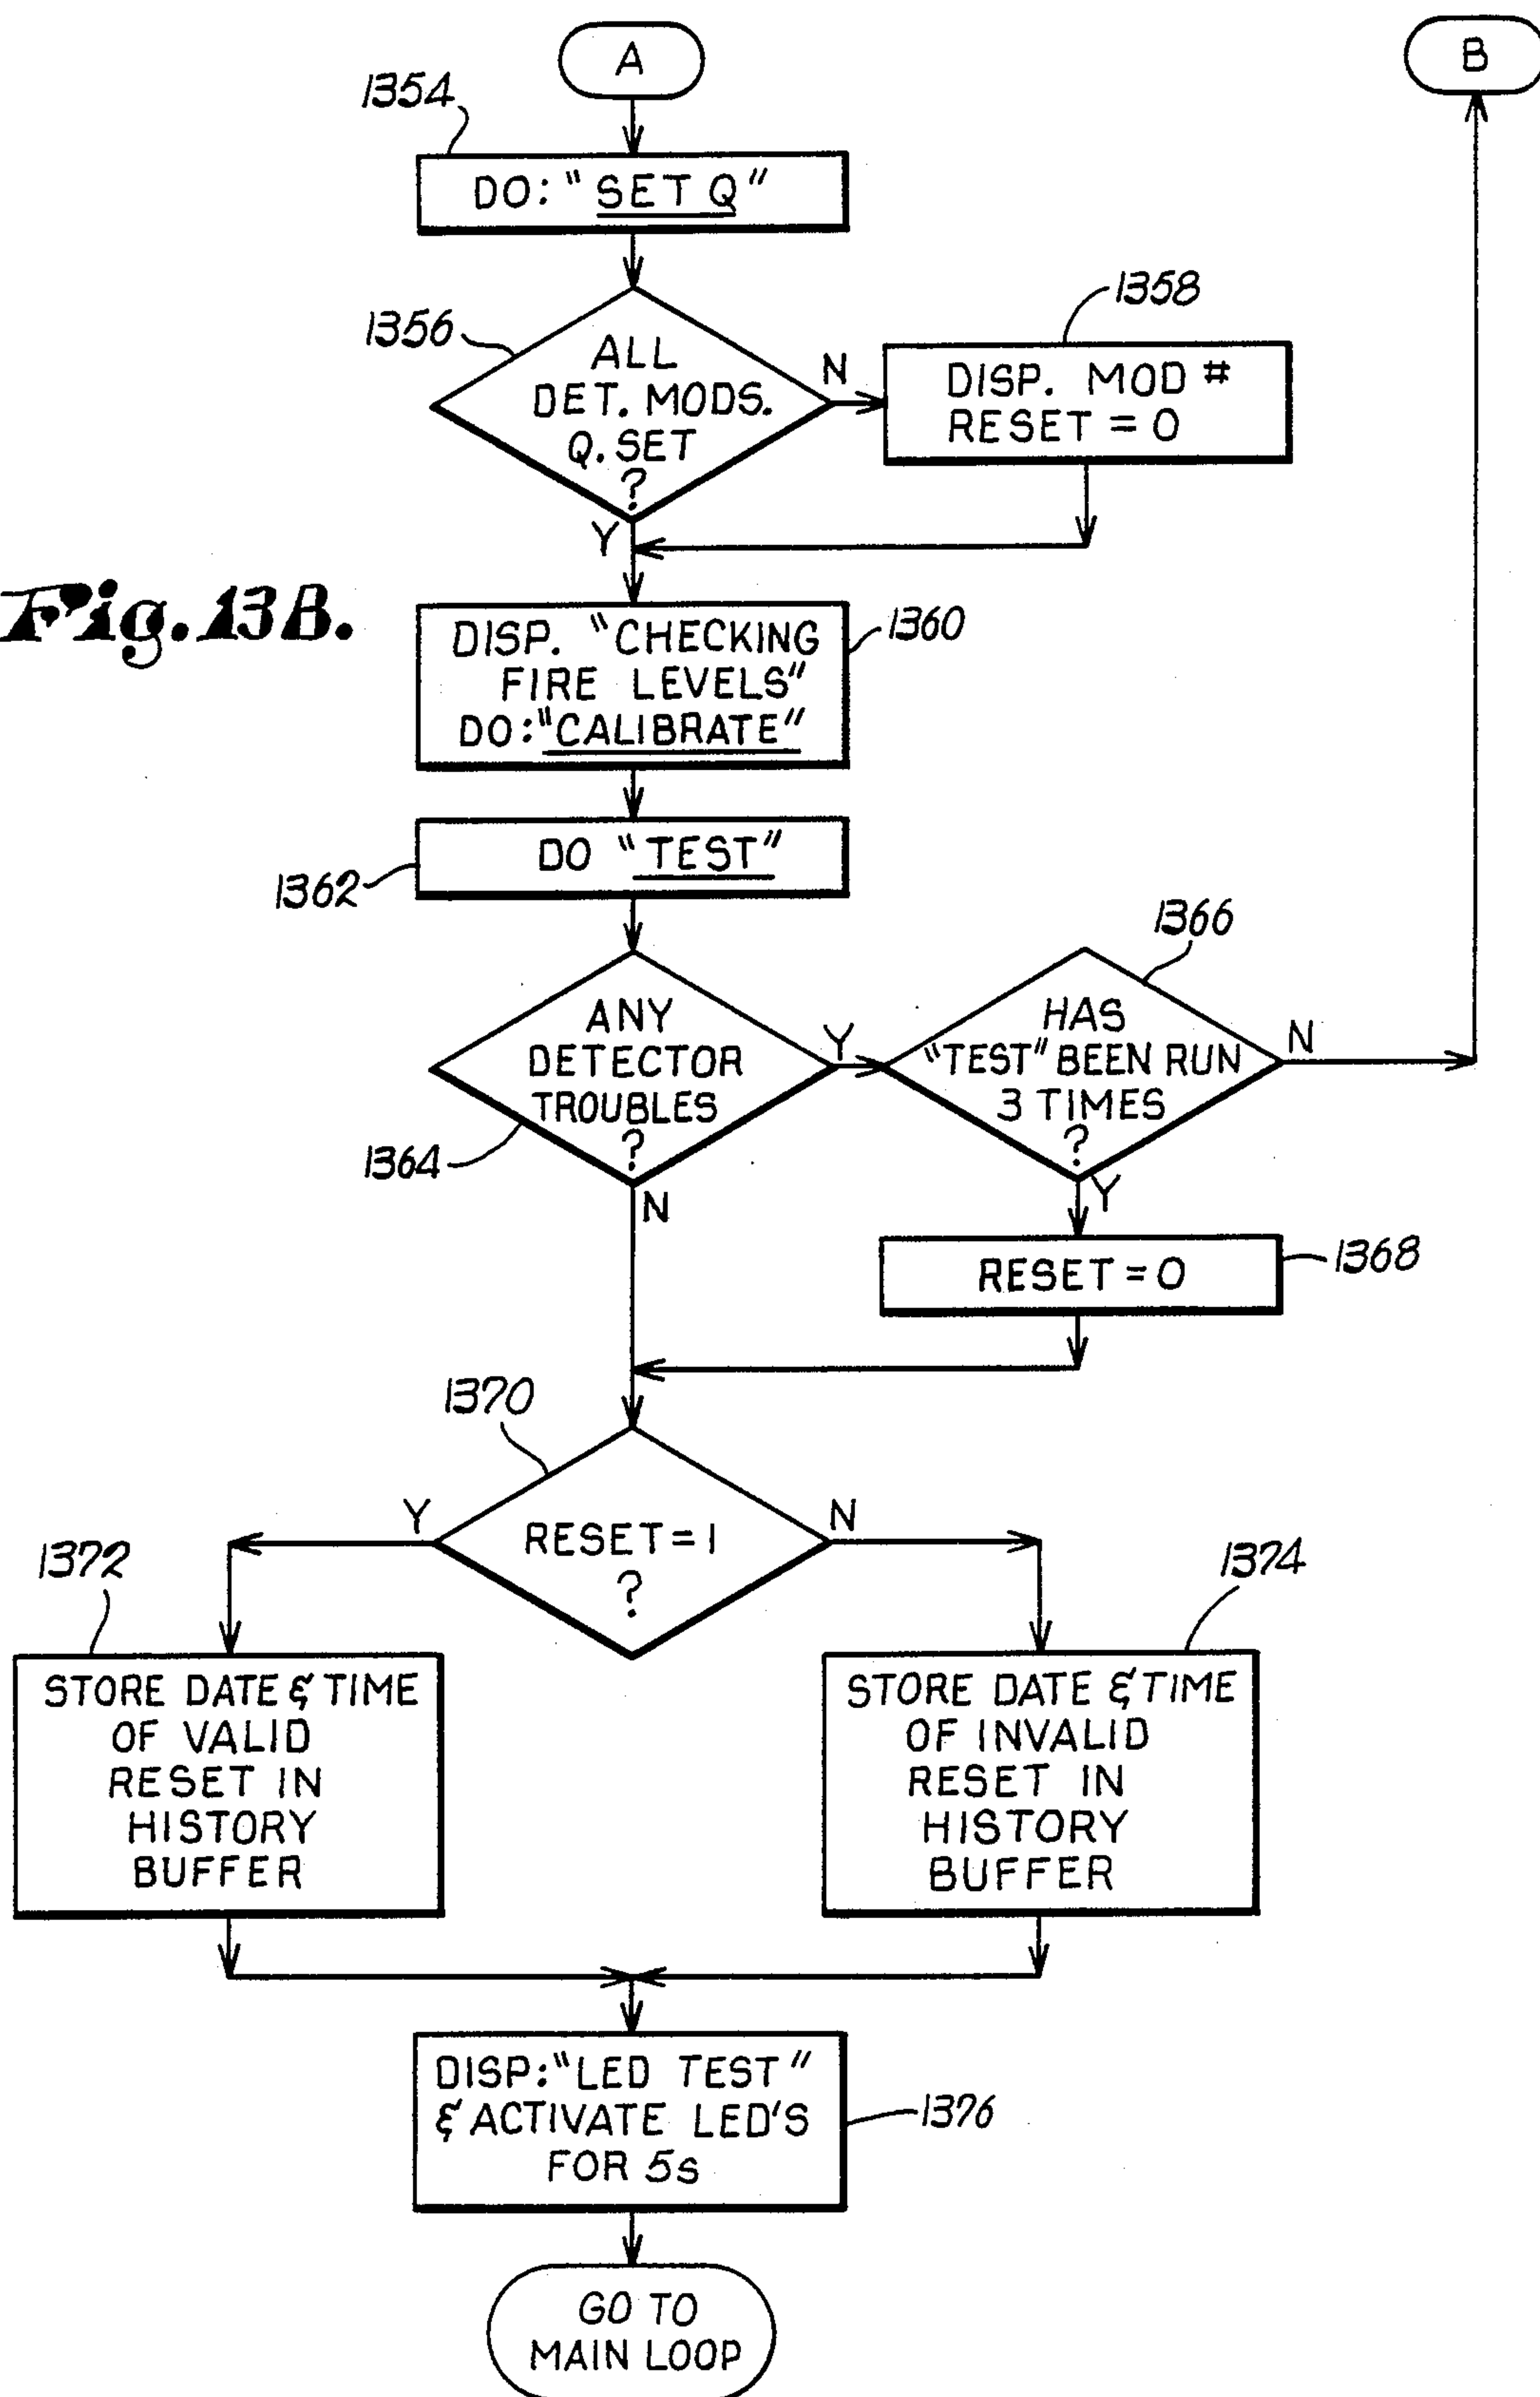 A
B
1354
DO: "SET Q"
1356
ALL
DET. MODS.
Q. SET
?
N
Y
1358
DISP. MOD #
RESET = 0
Fig. 13B.
DISP. "CHECKING
FIRE LEVELS"
DO: "CALIBRATE"
1360
DO "TEST"
1362
ANY
DETECTOR
TROUBLES
?
1364
Y
N
1366
HAS
"TEST" BEEN RUN
3 TIMES
?
N
Y
RESET = 0
1368
1370
RESET = 1
?
Y
N
1372
STORE DATE & TIME
OF VALID
RESET IN
HISTORY
BUFFER
1374
STORE DATE & TIME
OF INVALID
RESET IN
HISTORY
BUFFER
DISP: "LED TEST"
& ACTIVATE LED'S
FOR 5s
1376
GO TO
MAIN LOOP